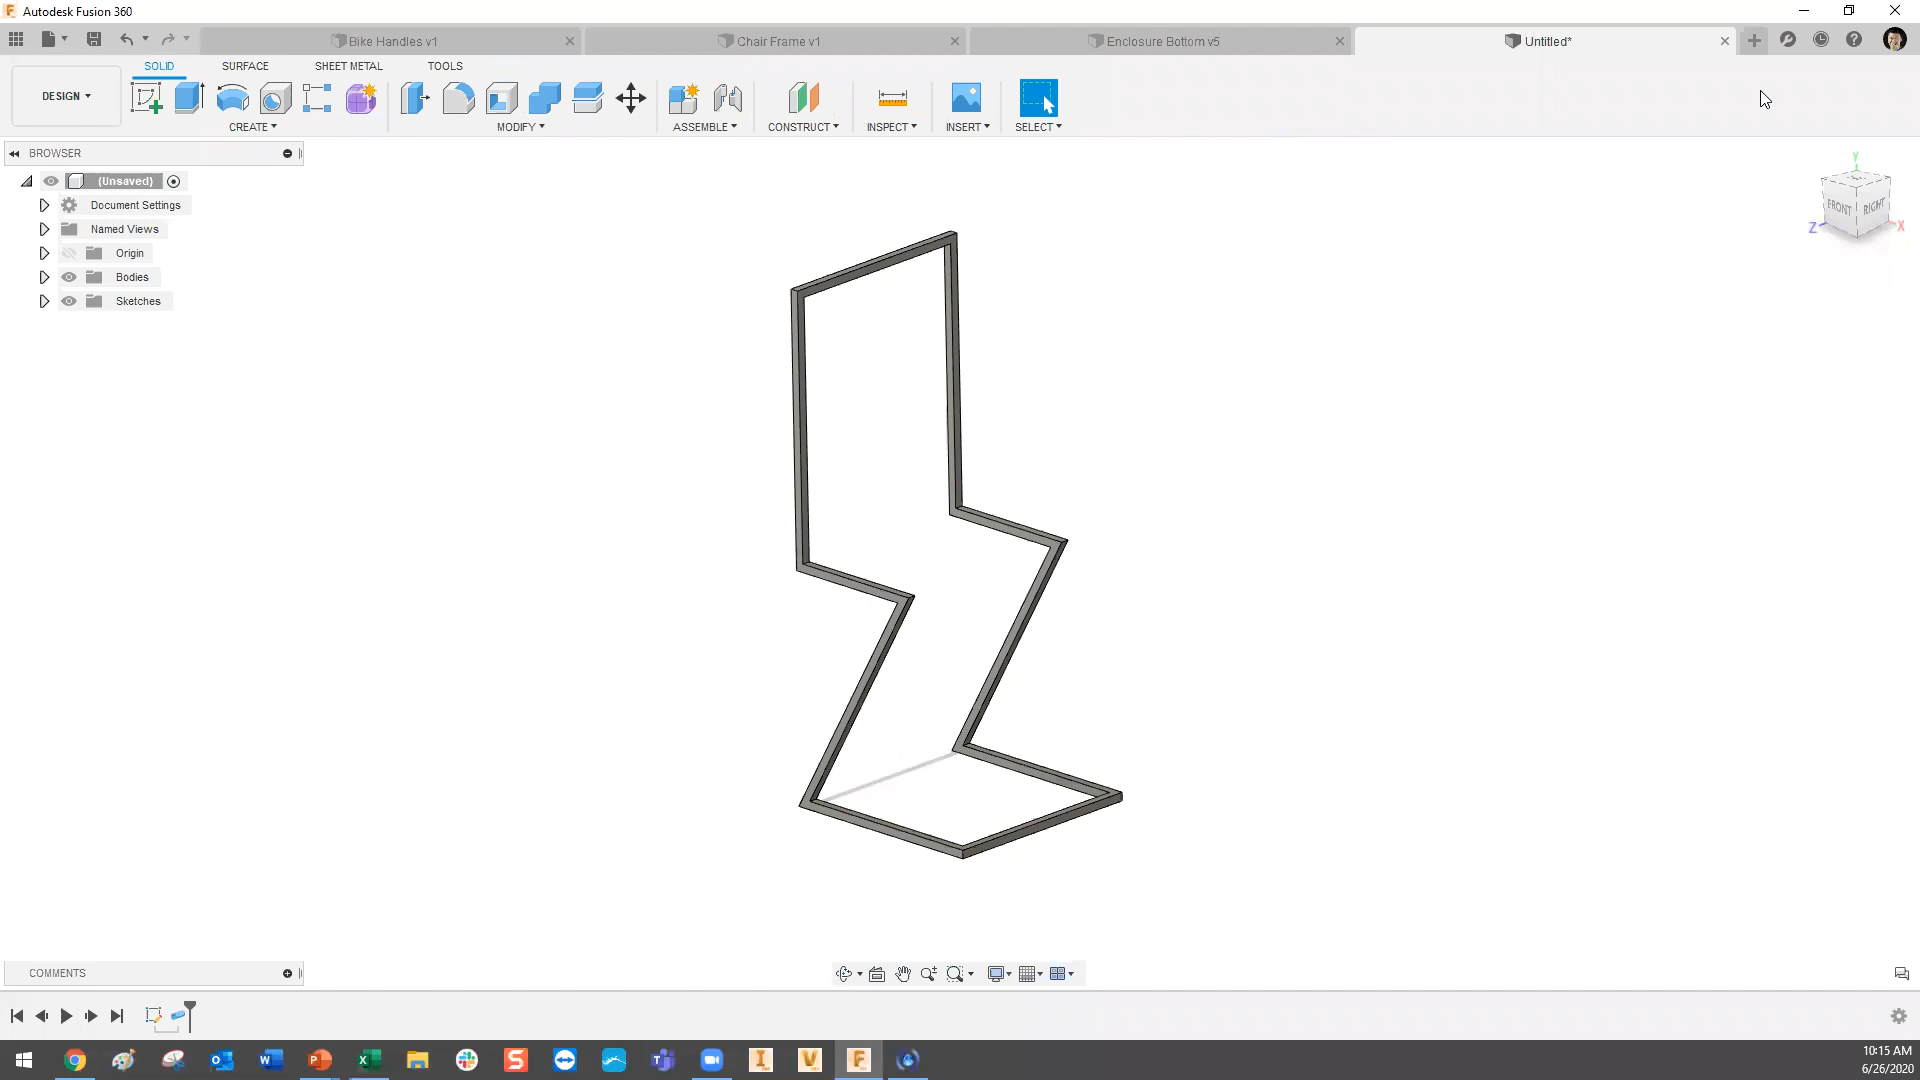 Autodesk Fusion 360
Bike Handles v1
Chair Frame v1
Enclosure Bottom v5
Untitled*
SOLID
SURFACE
SHEET METAL
TOOLS
DESIGN
CREATE
MODIFY
ASSEMBLE
CONSTRUCT
INSPECT
INSERT
SELECT
BROWSER
(Unsaved)
Document Settings
Named Views
Origin
Bodies
Sketches
Y
FRONT
RIGHT
Z
X
COMMENTS
10:15 AM
6/26/2020